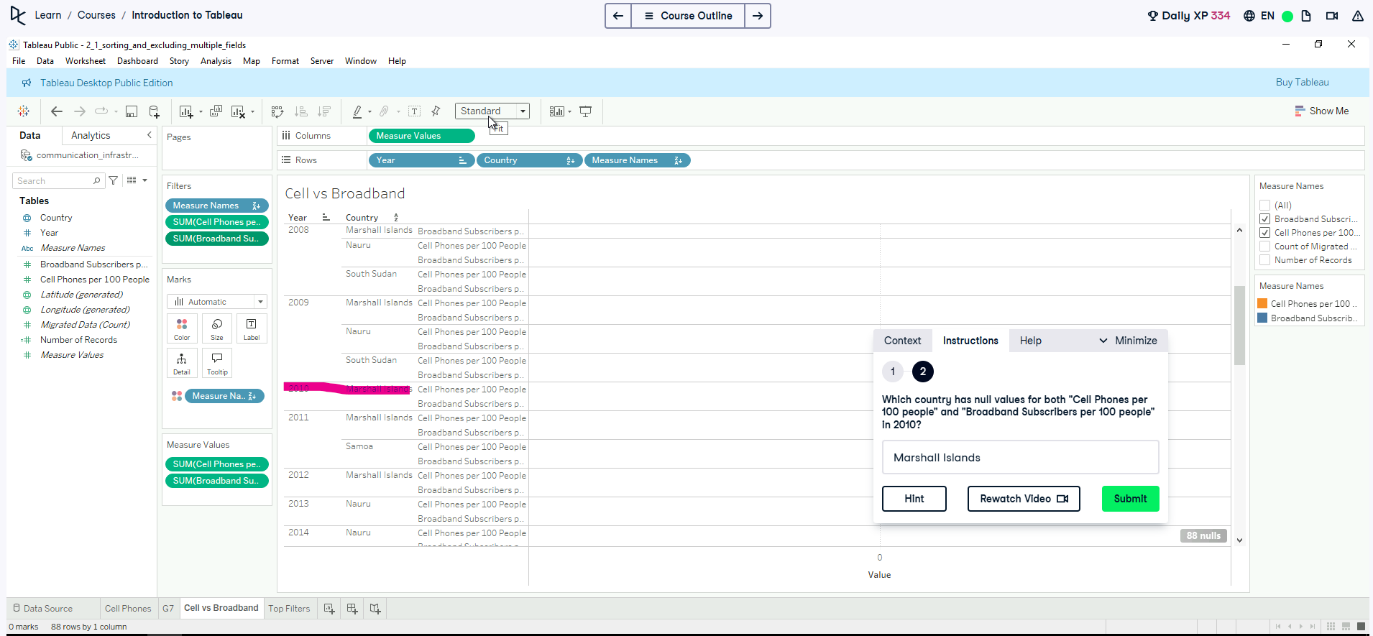 Learn / Courses / Introduction to Tableau
Course Outline
Daily XP 334
EN
Tableau Public - 2_1_sorting_and_excluding_multiple_fields
File Data Worksheet Dashboard Story Analysis Map Format Server Window Help
Tableau Desktop Public Edition
Buy Tableau
Standard
Show Me
Fit
Data
Analytics
communication_infrastr...
Search
Tables
Country
Year
Abc Measure Names
Broadband Subscribers p...
Cell Phones per 100 People
Latitude (generated)
Longitude (generated)
Migrated Data (Count)
Number of Records
Measure Values
Pages
Filters
Measure Names
SUM(Cell Phones pe..
SUM(Broadband Su..
Marks
Automatic
Color Size Label
Detail Tooltip
Measure Na..
Measure Values
SUM(Cell Phones pe..
SUM(Broadband Su..
Columns
Measure Values
Rows
Year Country Measure Names
Cell vs Broadband
Year Country
2008 Marshall Islands Broadband Subscribers p...
Nauru Cell Phones per 100 People
Broadband Subscribers p...
South Sudan Cell Phones per 100 People
Broadband Subscribers p...
2009 Marshall Islands Cell Phones per 100 People
Broadband Subscribers p...
Nauru Cell Phones per 100 People
Broadband Subscribers p...
South Sudan Cell Phones per 100 People
Broadband Subscribers p...
2010 Marshall Islands Cell Phones per 100 People
Broadband Subscribers p...
2011 Marshall Islands Cell Phones per 100 People
Broadband Subscribers p...
Samoa Cell Phones per 100 People
Broadband Subscribers p...
2012 Marshall Islands Cell Phones per 100 People
Broadband Subscribers p...
2013 Nauru Cell Phones per 100 People
Broadband Subscribers p...
2014 Nauru Cell Phones per 100 People
Broadband Subscribers p...
88 nulls
0
Value
Context Instructions Help Minimize
1 2
Which country has null values for both "Cell Phones per
100 people" and "Broadband Subscribers per 100 people"
in 2010?
Marshall Islands
Hint
Rewatch Video
Submit
Measure Names
(All)
Broadband Subscri...
Cell Phones per 100...
Count of Migrated ...
Number of Records
Measure Names
Cell Phones per 100 ...
Broadband Subscrib...
Data Source Cell Phones G7 Cell vs Broadband Top Filters
0 marks 88 rows by 1 column